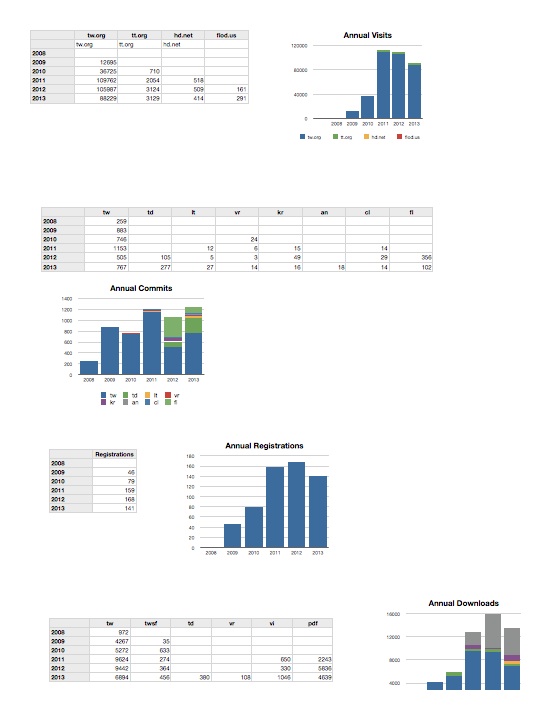 tw.org tt.org hd.net flod.us
tw.org tt.org hd.net
2008
2009 12695
2010 36725 710
2011 109762 2054 518
2012 105987 3124 509 161
2013 88229 3129 414 291
Annual Visits
120000
80000
40000
0
2008 2009 2010 2011 2012 2013
tw.org tt.org hd.net flod.us
tw td lt vr kr an cl fl
2008 259
2009 883
2010 746 24
2011 1153 12 6 15 14
2012 505 105 5 3 49 29 356
2013 767 277 27 14 16 18 14 102
Annual Commits
1400
1200
1000
800
600
400
200
0
2008 2009 2010 2011 2012 2013
tw td lt vr
kr an cl fl
Registrations
2008
2009 46
2010 79
2011 159
2012 168
2013 141
Annual Registrations
180
160
140
120
100
80
60
40
20
0
2008 2009 2010 2011 2012 2013
tw twsf td vr vi pdf
2008 972
2009 4267 35
2010 5272 633
2011 9624 274 650 2243
2012 9442 364 330 5836
2013 6894 456 380 108 1046 4639
Annual Downloads
16000
12000
8000
4000